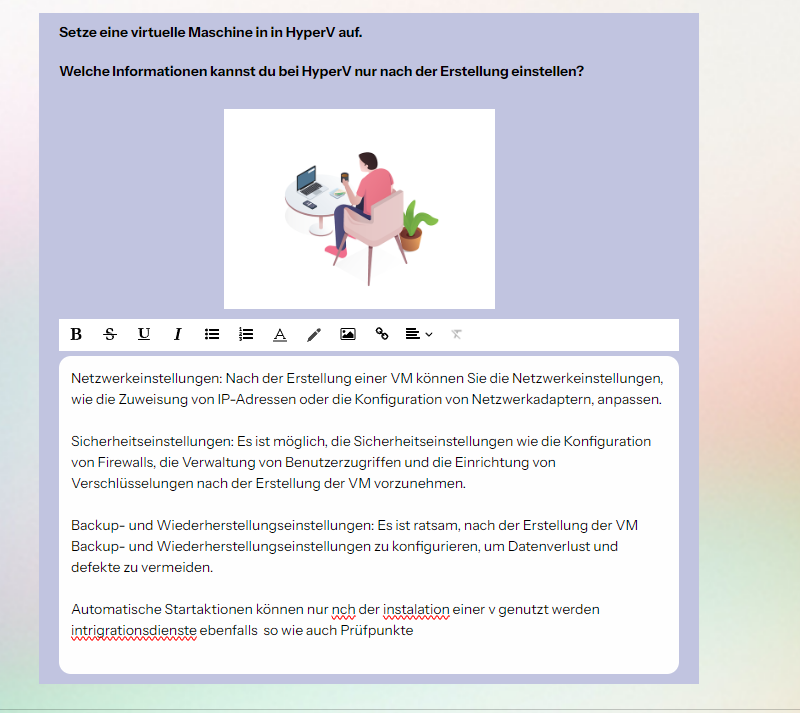 Setze eine virtuelle Maschine in in HyperV auf.
Welche Informationen kannst du bei HyperV nur nach der Erstellung einstellen?
B S U I A
Netzwerkeinstellungen: Nach der Erstellung einer VM können Sie die Netzwerkeinstellungen,
wie die Zuweisung von IP-Adressen oder die Konfiguration von Netzwerkadaptern, anpassen.
Sicherheitseinstellungen: Es ist möglich, die Sicherheitseinstellungen wie die Konfiguration
von Firewalls, die Verwaltung von Benutzerzugriffen und die Einrichtung von
Verschlüsselungen nach der Erstellung der VM vorzunehmen.
Backup- und Wiederherstellungseinstellungen: Es ist ratsam, nach der Erstellung der VM
Backup- und Wiederherstellungseinstellungen zu konfigurieren, um Datenverlust und
defekte zu vermeiden.
Automatische Startaktionen können nur nch der instalation einer v genutzt werden
intrigrationsdienste ebenfalls so wie auch Prüfpunkte